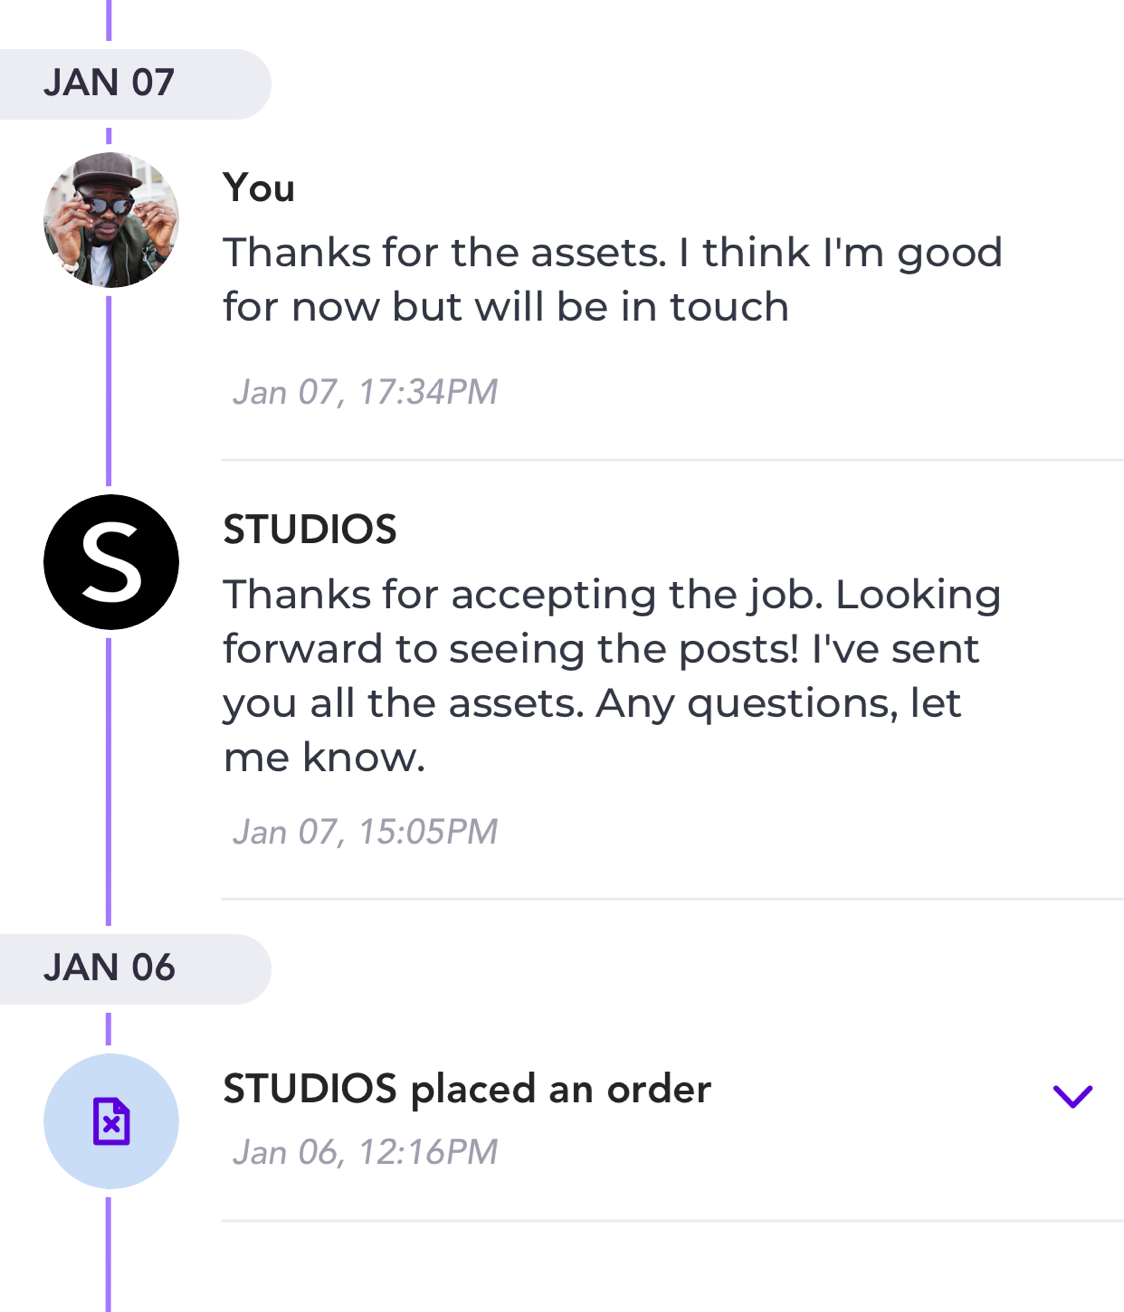 JAN 07
You
Thanks for the assets. I think I'm good
for now but will be in touch
Jan 07, 17:34PM
S
STUDIOS
Thanks for accepting the job. Looking
forward to seeing the posts! I've sent
you all the assets. Any questions, let
me know.
Jan 07, 15:05PM
JAN 06
STUDIOS placed an order
Jan 06, 12:16PM